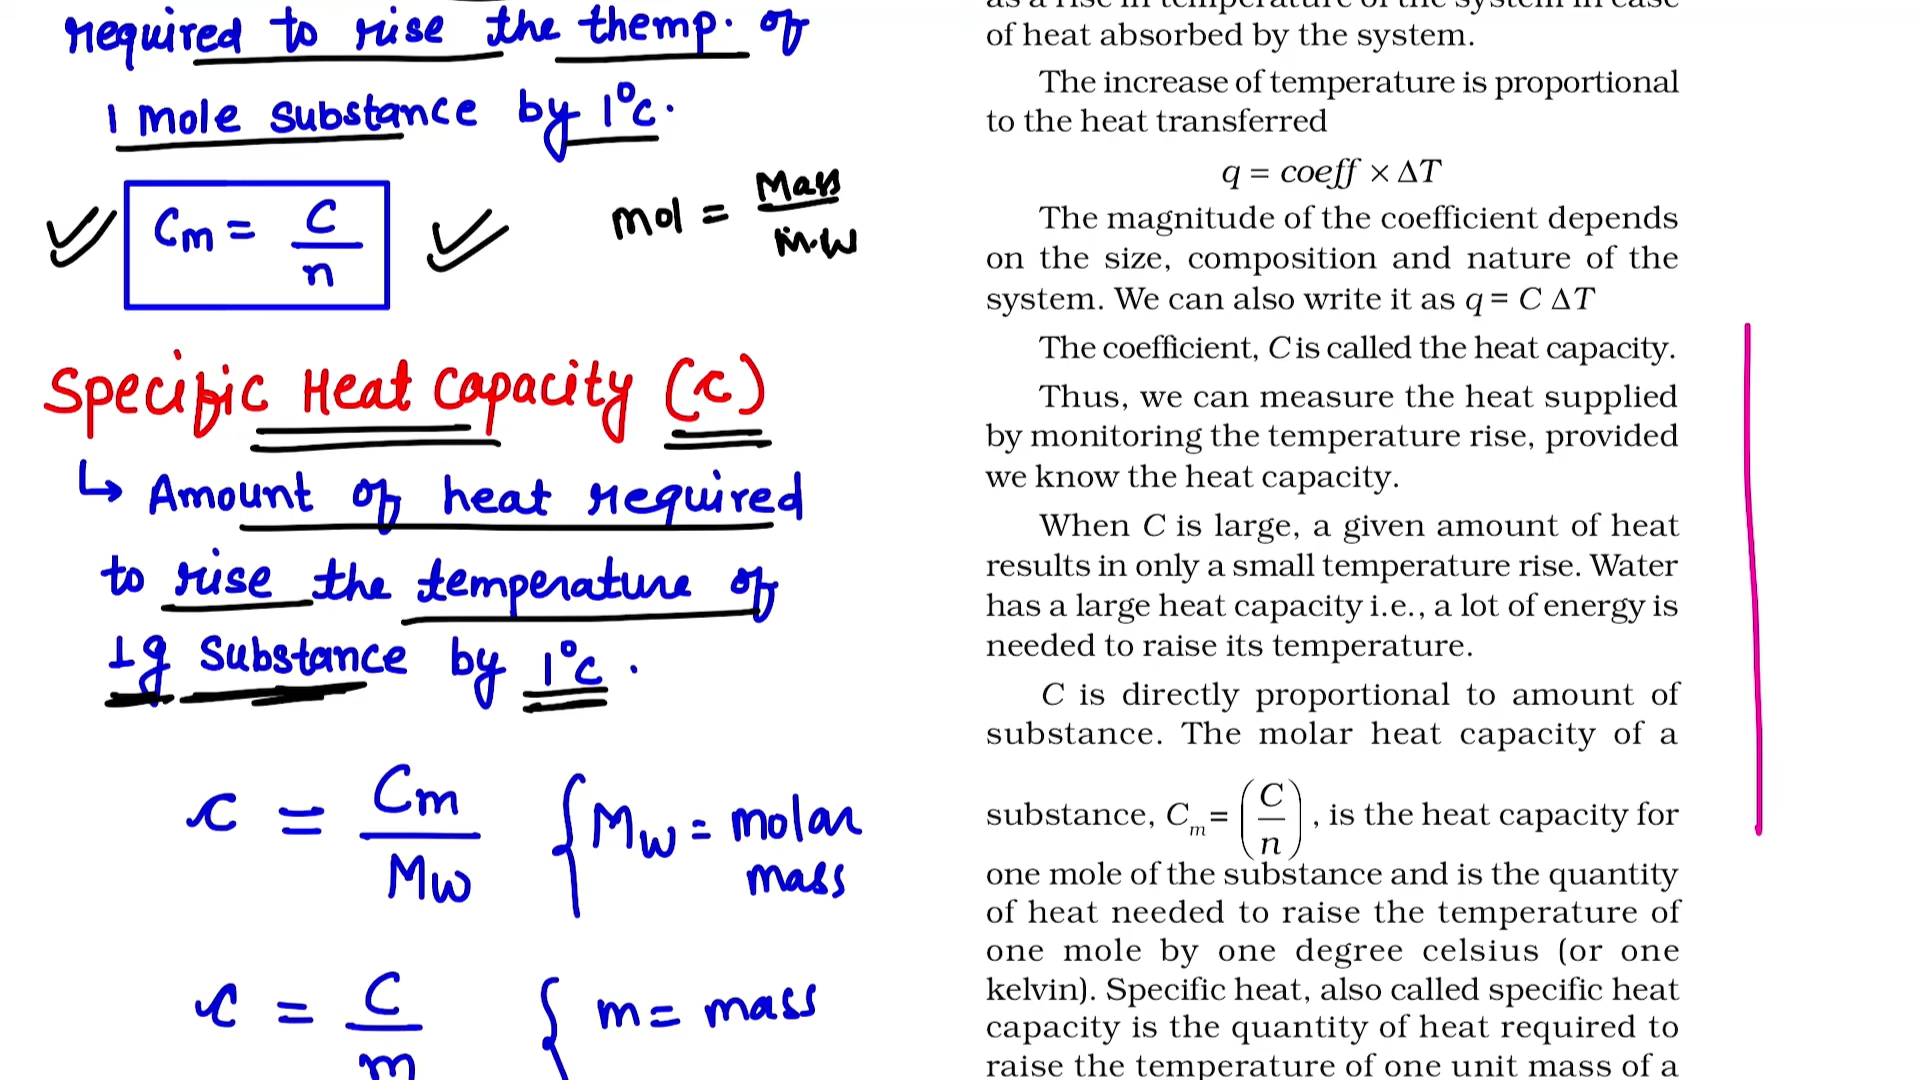 required to rise the themp. of
1 mole substance by 1°c.
Cm = C/n
mol = Mass/M.W
Specific Heat Capacity (c)
↳ Amount of heat required
to rise the temperature of
1g substance by 1°c.
c = Cm/Mw { Mw = molar mass
c = C/m { m = mass
as a rise in temperature of the system in case
of heat absorbed by the system.
The increase of temperature is proportional
to the heat transferred
q = coeff × ΔT
The magnitude of the coefficient depends
on the size, composition and nature of the
system. We can also write it as q = C ΔT
The coefficient, C is called the heat capacity.
Thus, we can measure the heat supplied
by monitoring the temperature rise, provided
we know the heat capacity.
When C is large, a given amount of heat
results in only a small temperature rise. Water
has a large heat capacity i.e., a lot of energy is
needed to raise its temperature.
C is directly proportional to amount of
substance. The molar heat capacity of a
substance, Cm = (C/n), is the heat capacity for
one mole of the substance and is the quantity
of heat needed to raise the temperature of
one mole by one degree celsius (or one
kelvin). Specific heat, also called specific heat
capacity is the quantity of heat required to
raise the temperature of one unit mass of a